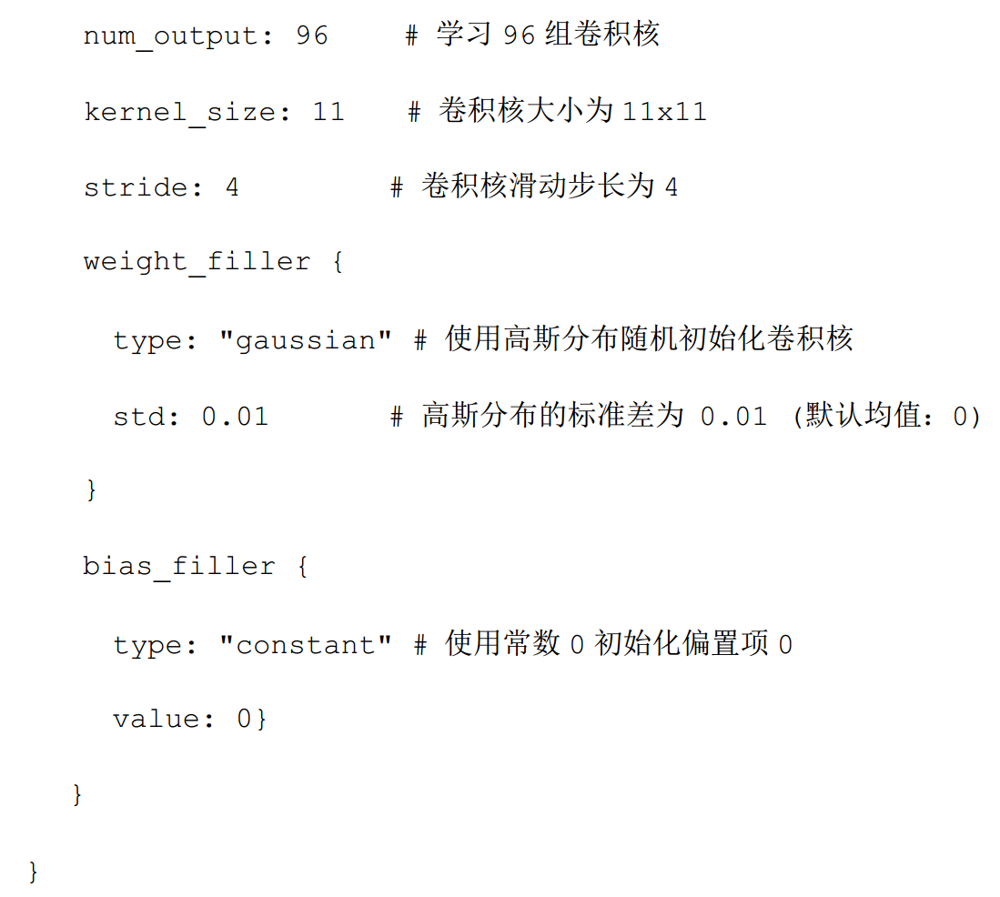 num_output: 96 # 学习 96 组卷积核
kernel_size: 11 # 卷积核大小为 11x11
stride: 4 # 卷积核滑动步长为 4
weight_filler {
type: "gaussian" # 使用高斯分布随机初始化卷积核
std: 0.01 # 高斯分布的标准差为 0.01 (默认均值：0)
}
bias_filler {
type: "constant" # 使用常数 0 初始化偏置项 0
value: 0}
}
}